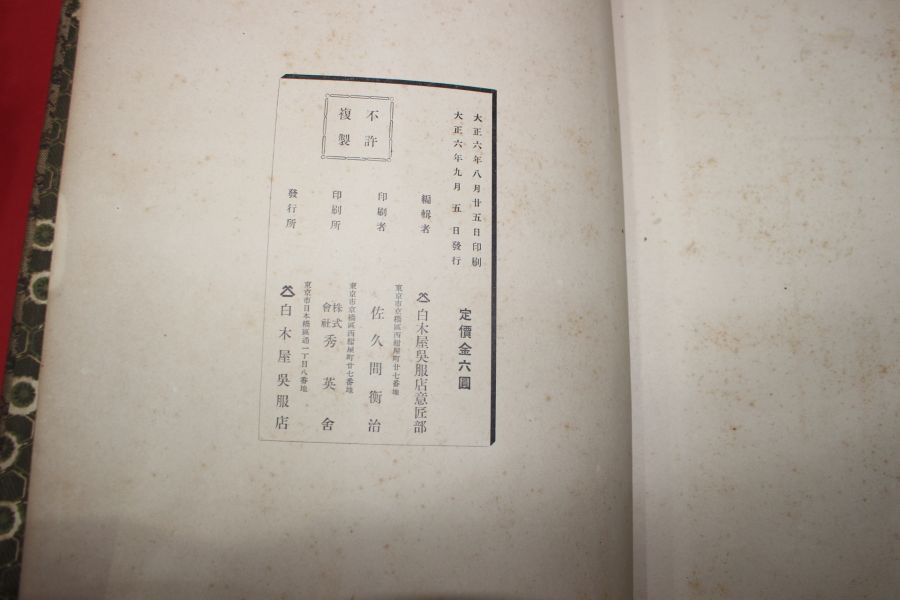 大正六年八月廿五日印刷
大正六年九月五日發行
定價金六圓
不許
複製
編輯者
白木屋吳服店意匠部
東京市京橋區西紺屋町廿七番地
印刷者
佐久間衡治
東京市京橋區西紺屋町廿七番地
印刷所
株式
會社
秀英舍
東京市日本橋區通一丁目八番地
發行所
白木屋吳服店